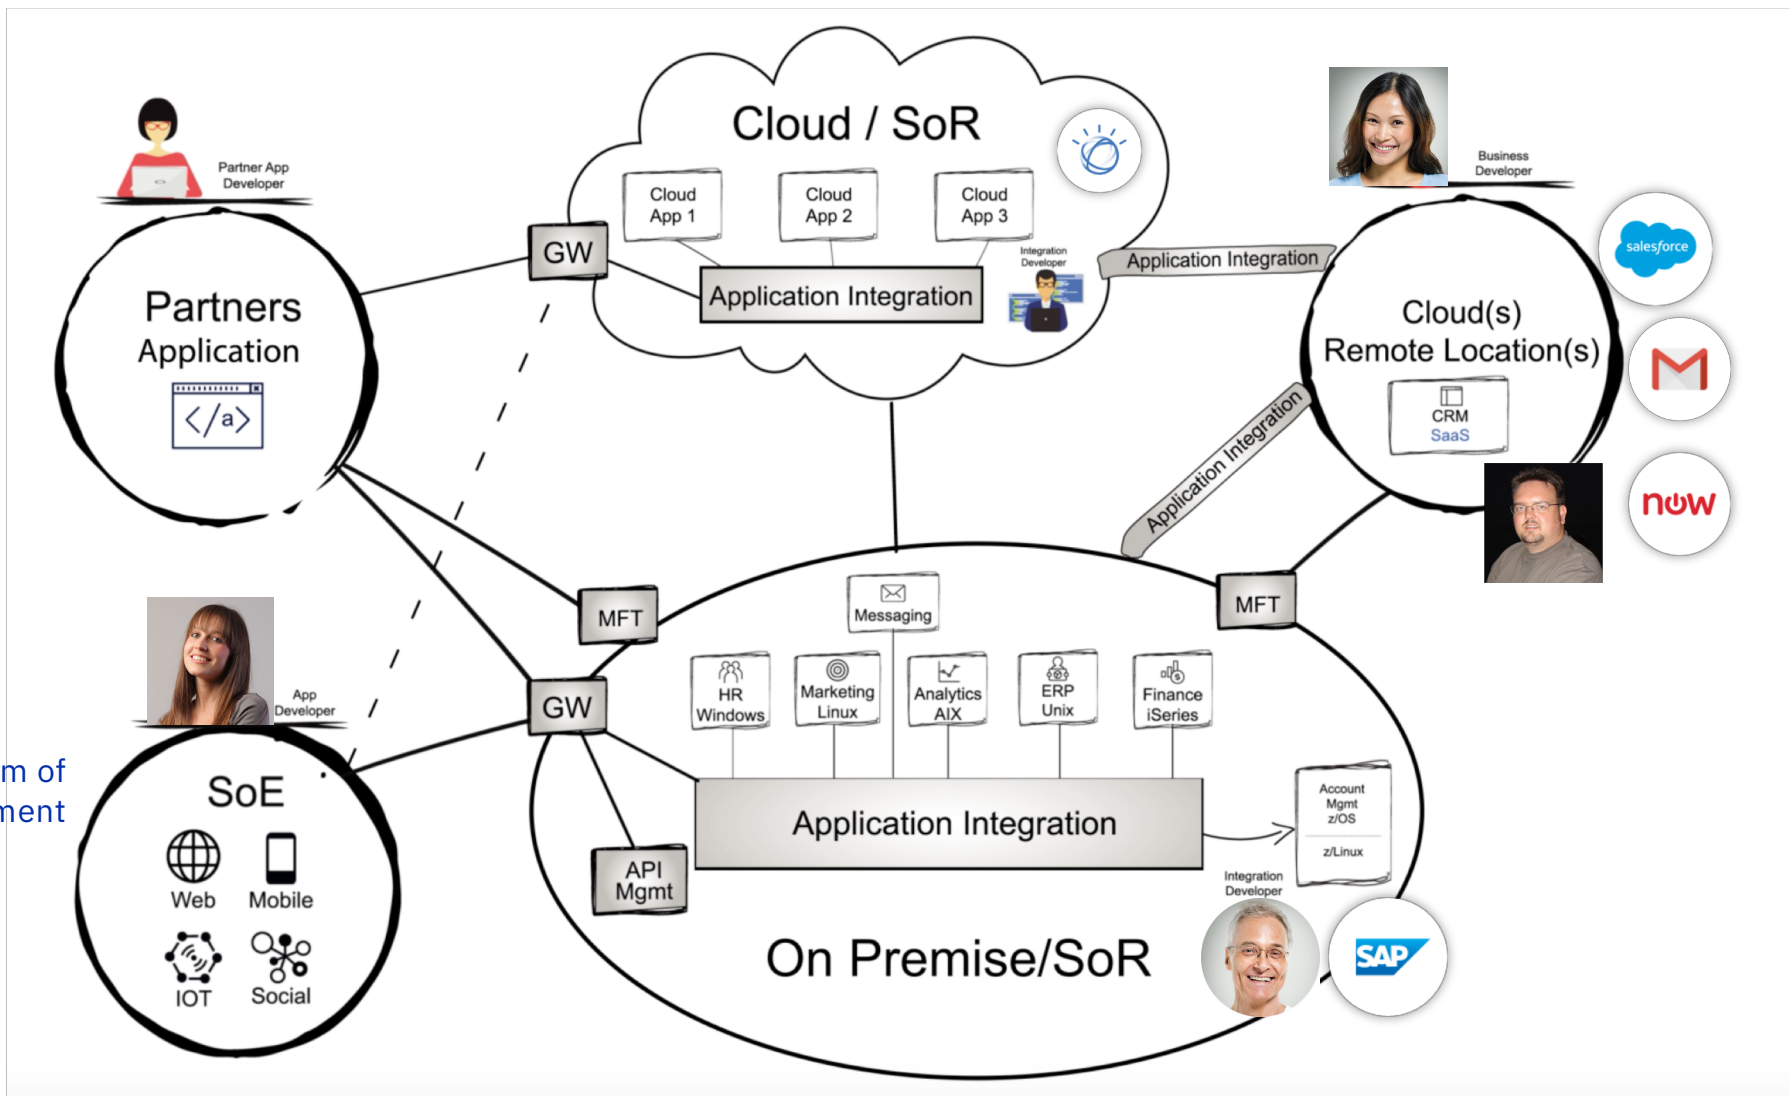 Cloud / SoR
Partner App
Developer
Business
Developer
Cloud
App 1
Cloud
App 2
Cloud
App 3
salesforce
GW
Integration
Developer
Application Integration
Application Integration
Partners
Application
</a>
Cloud(s)
Remote Location(s)
CRM
SaaS
Application Integration
now
MFT
MFT
Messaging
HR
Windows
Marketing
Linux
Analytics
AIX
ERP
Unix
Finance
iSeries
GW
App
Developer
m of
ment
SoE
Web
Mobile
IOT
Social
Application Integration
Account
Mgmt
z/OS
z/Linux
API
Mgmt
Integration
Developer
On Premise/SoR
SAP